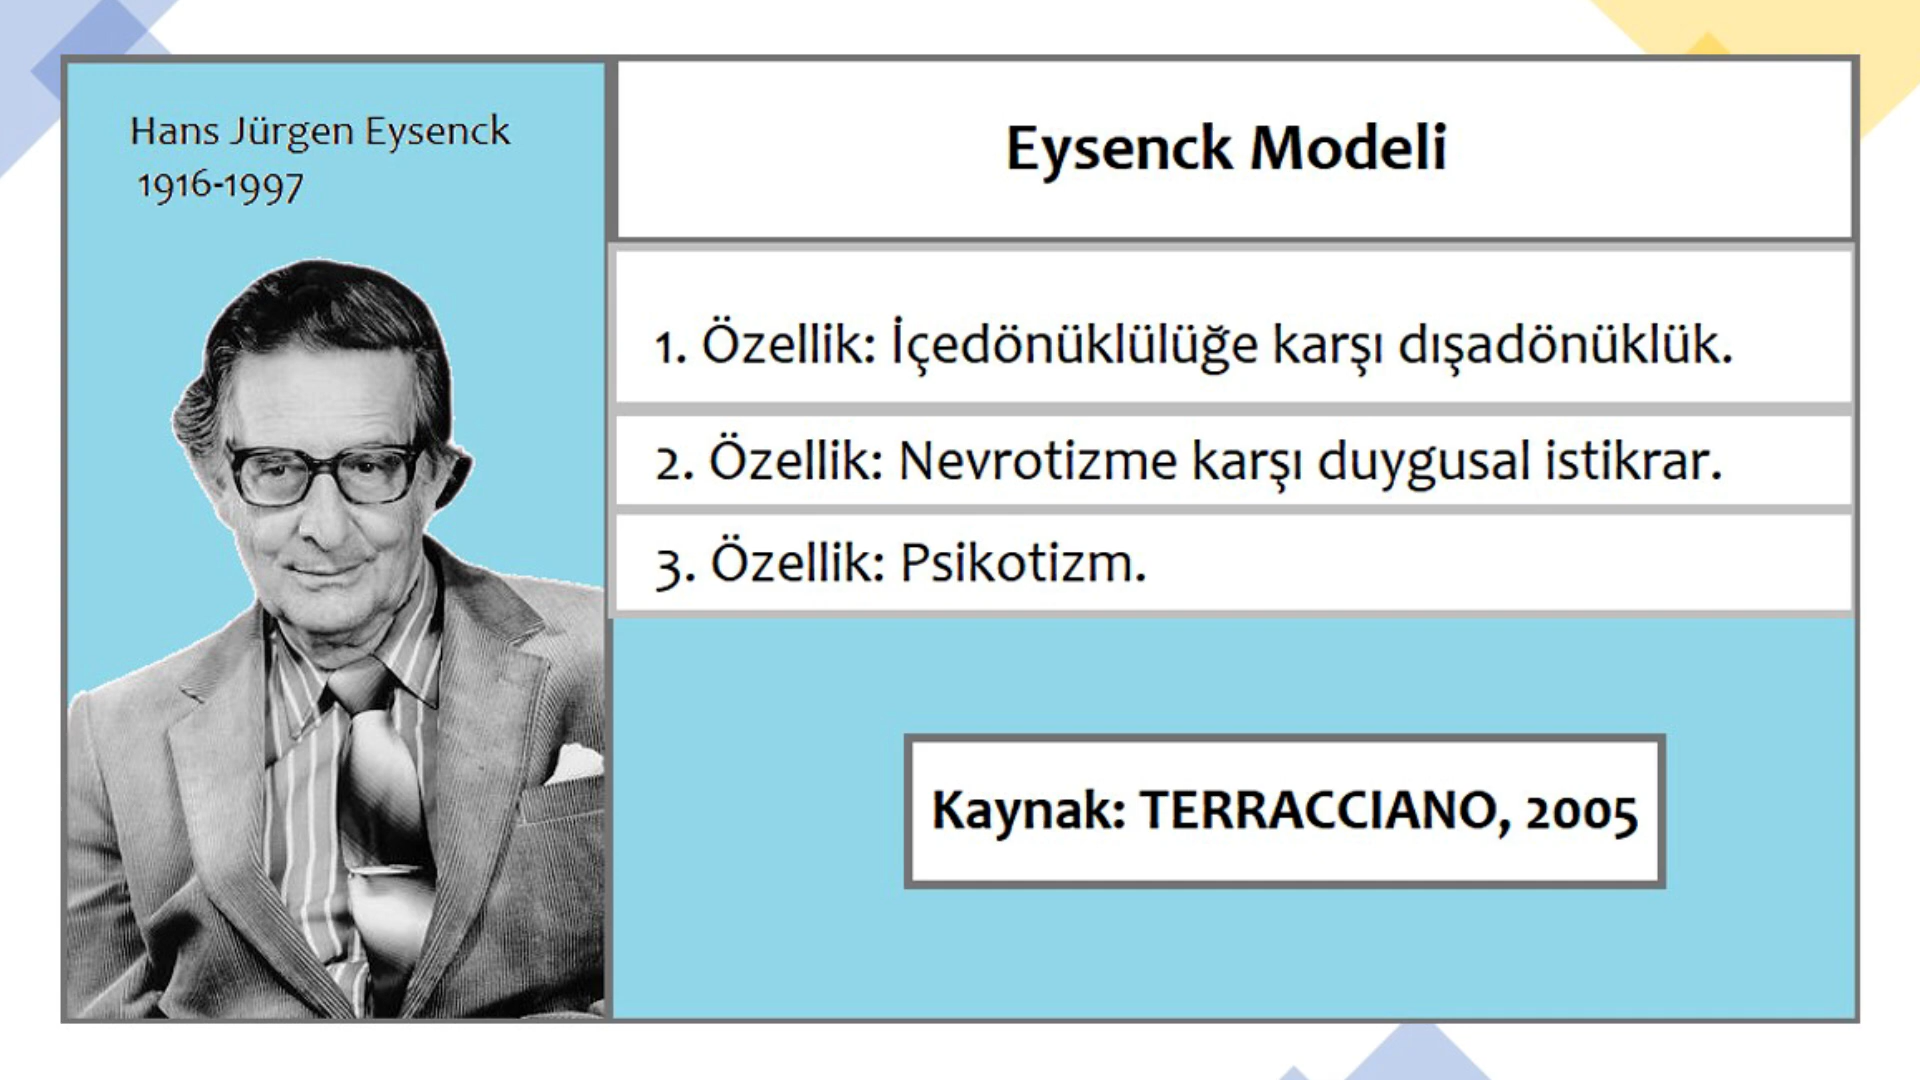 Hans Jürgen Eysenck
1916-1997
Eysenck Modeli
1. Özellik: İçedönüklülüğe karşı dışadönüklük.
2. Özellik: Nevrotizme karşı duygusal istikrar.
3. Özellik: Psikotizm.
Kaynak: TERRACCIANO, 2005